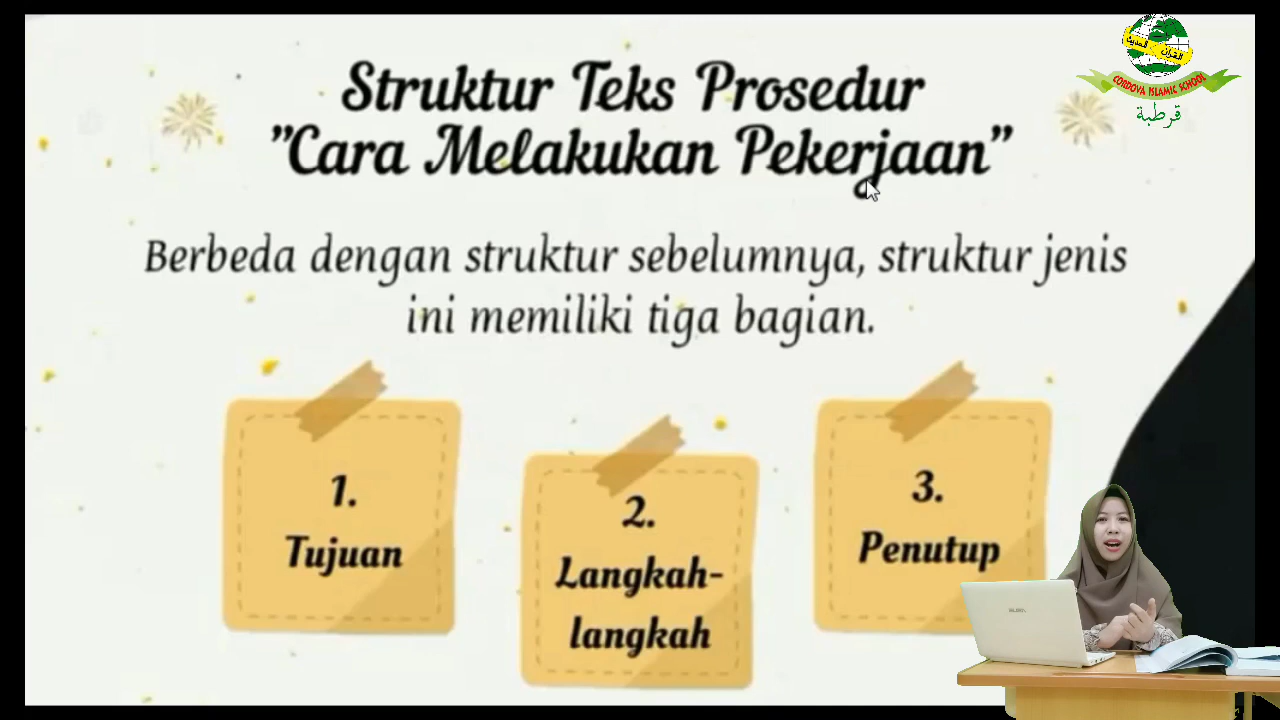 Struktur Teks Prosedur
"Cara Melakukan Pekerjaan"
Berbeda dengan struktur sebelumnya, struktur jenis
ini memiliki tiga bagian.
1.
Tujuan
2.
Langkah-
langkah
3.
Penutup
CORDOVA ISLAMIC SCHOOL
قرطبة